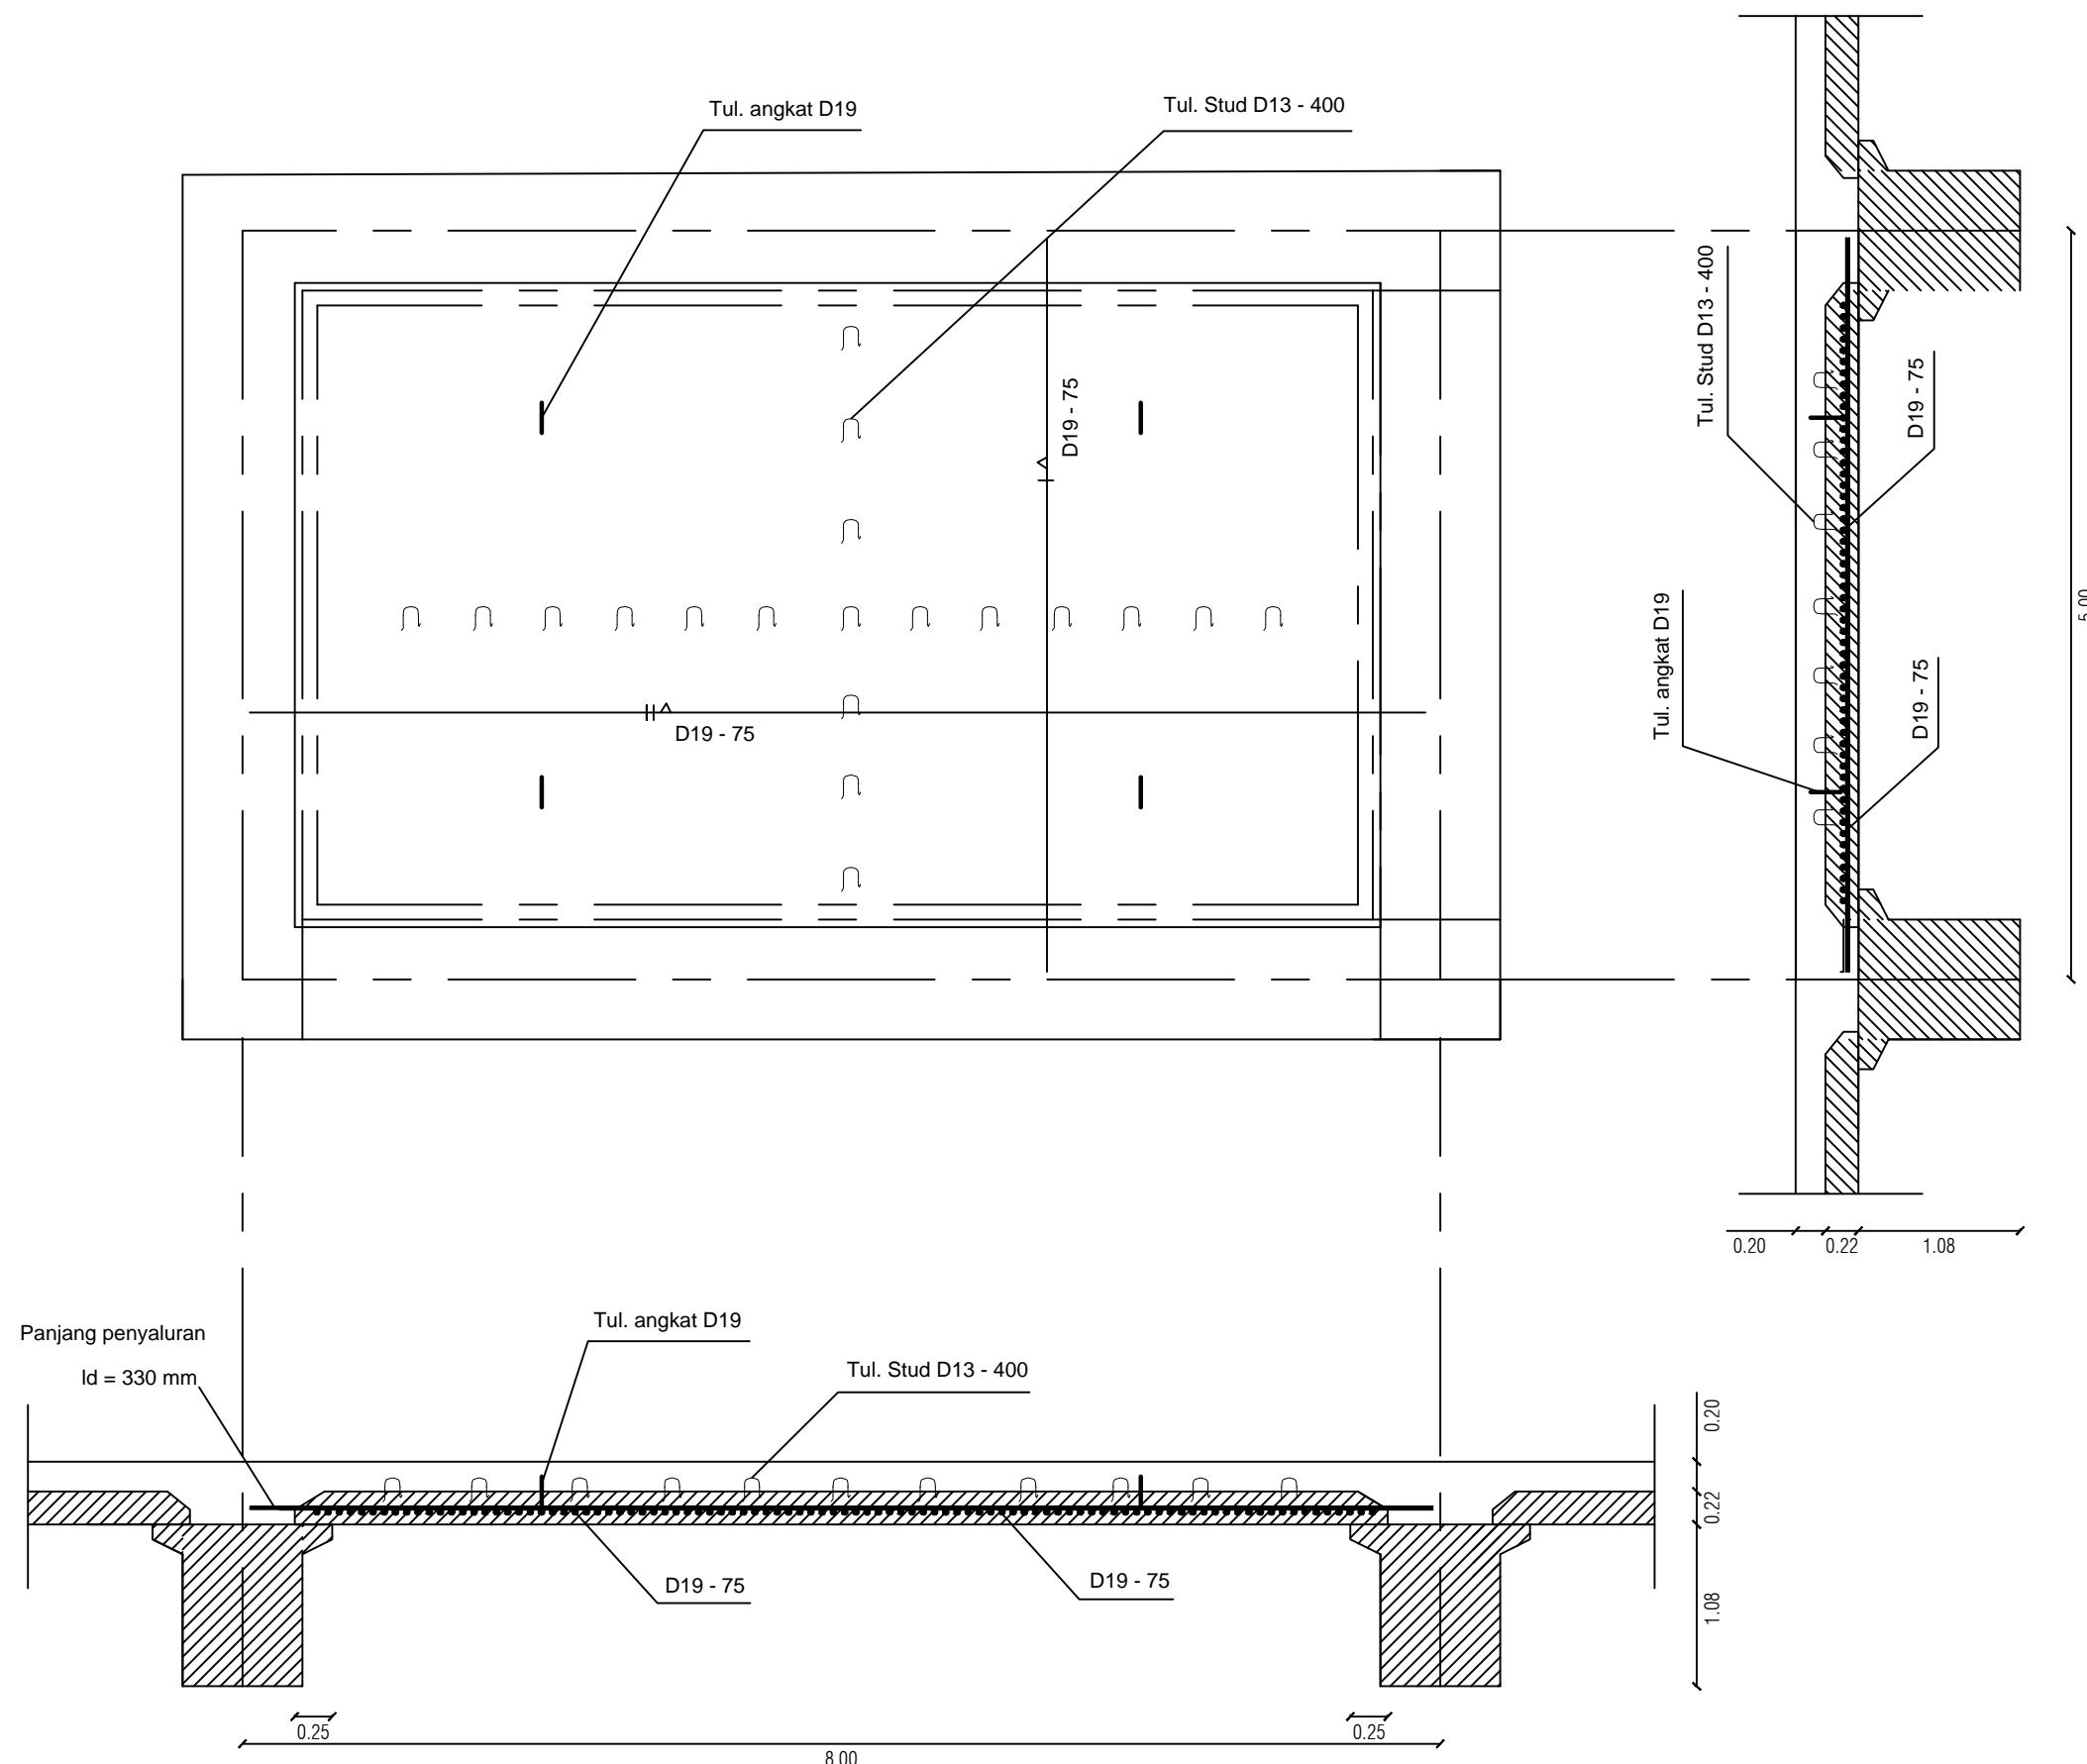 Tul. angkat D19
Tul. Stud D13 - 400
D19 - 75
D19 - 75
Tul. Stud D13 - 400
D19 - 75
Tul. angkat D19
D19 - 75
5.00
0.20
0.22
1.08
Panjang penyaluran
ld = 330 mm
Tul. angkat D19
Tul. Stud D13 - 400
D19 - 75
D19 - 75
0.20
0.22
1.08
0.25
0.25
8.00